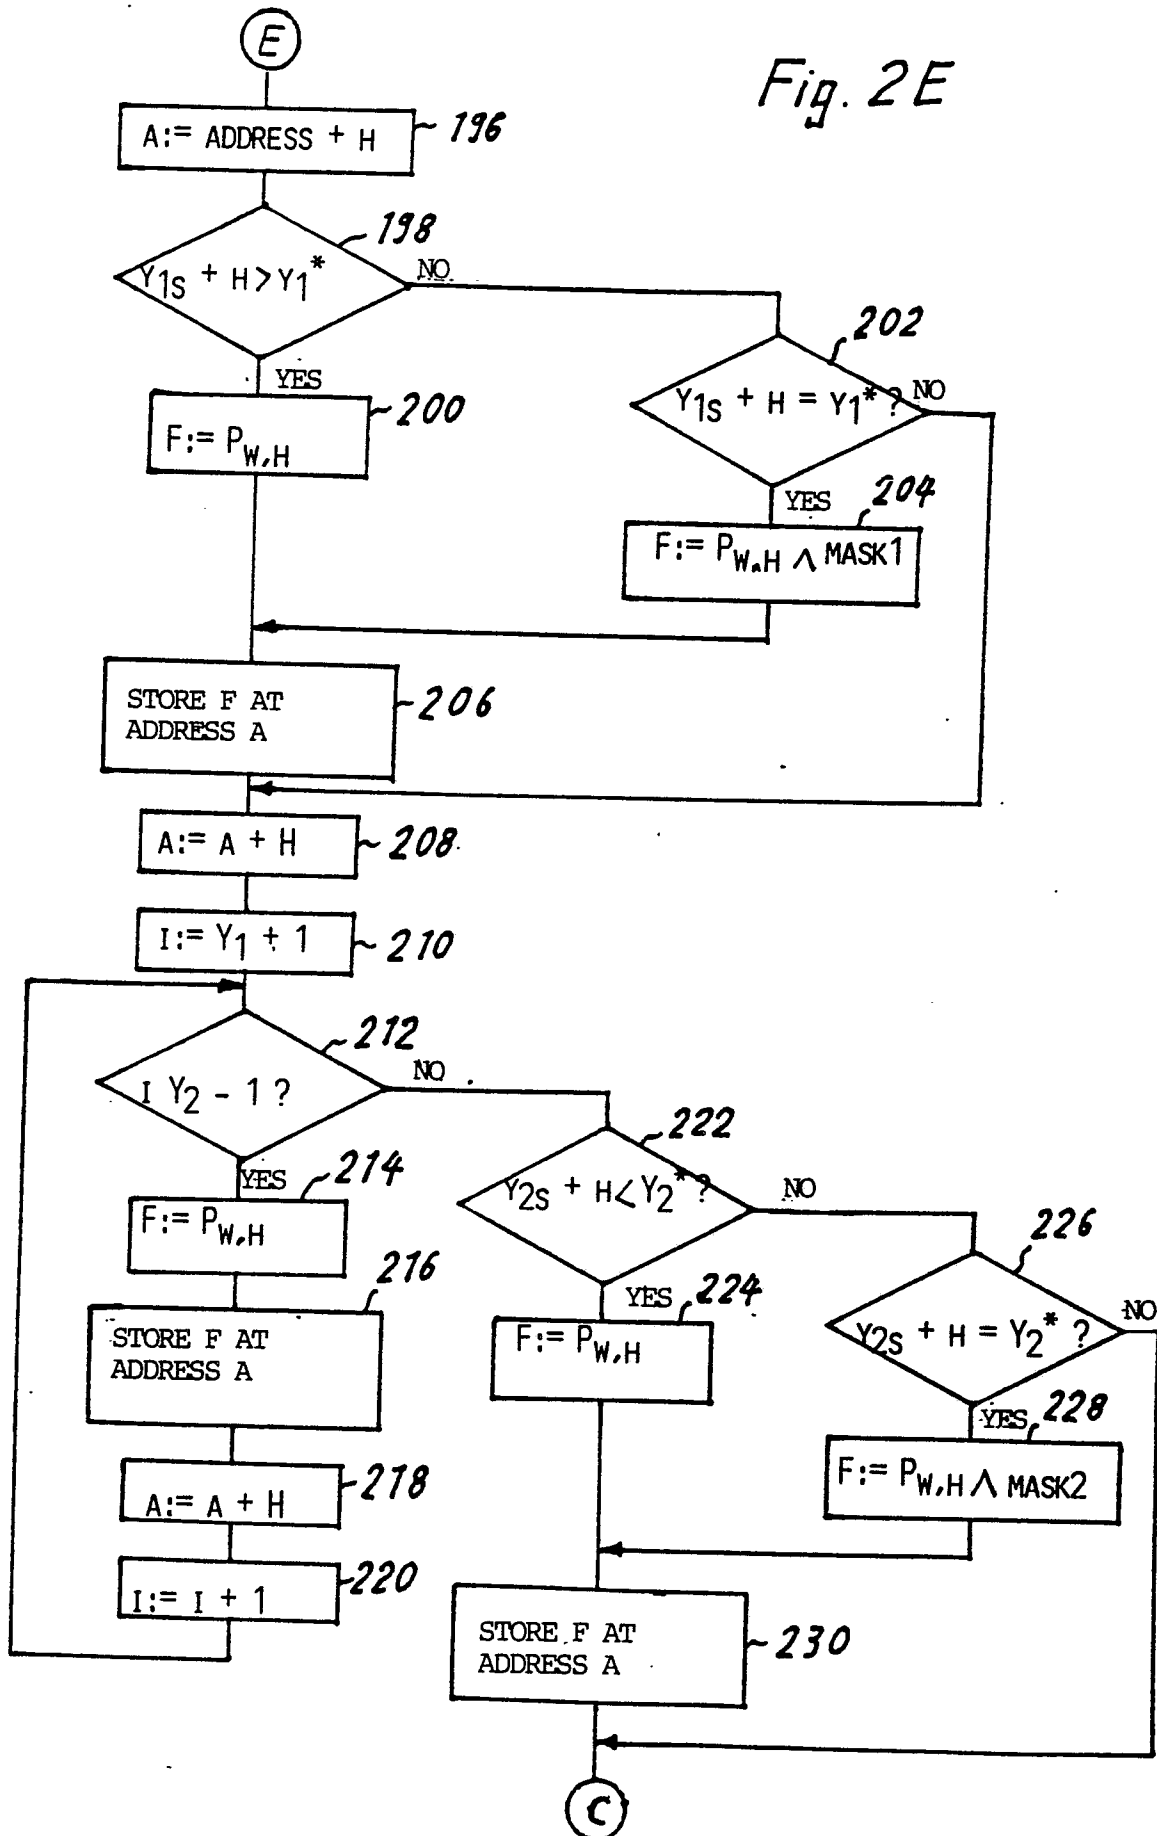 E
Fig. 2E
A:= ADDRESS + H
196
198
Y1S + H > Y1*
NO
202
Y1S + H = Y1* ?
NO
YES
200
F:= PW,H
YES
204
F:= PW,H ∧ MASK1
STORE F AT
ADDRESS A
206
A:= A + H
208
I:= Y1 + 1
210
212
I Y2 - 1 ?
NO
222
Y2S + H < Y2* ?
NO
YES
214
F:= PW,H
226
Y2S + H = Y2* ?
NO
216
STORE F AT
ADDRESS A
YES
224
F:= PW,H
YES
228
F:= PW,H ∧ MASK2
A:= A + H
218
I:= I + 1
220
STORE F AT
ADDRESS A
230
C